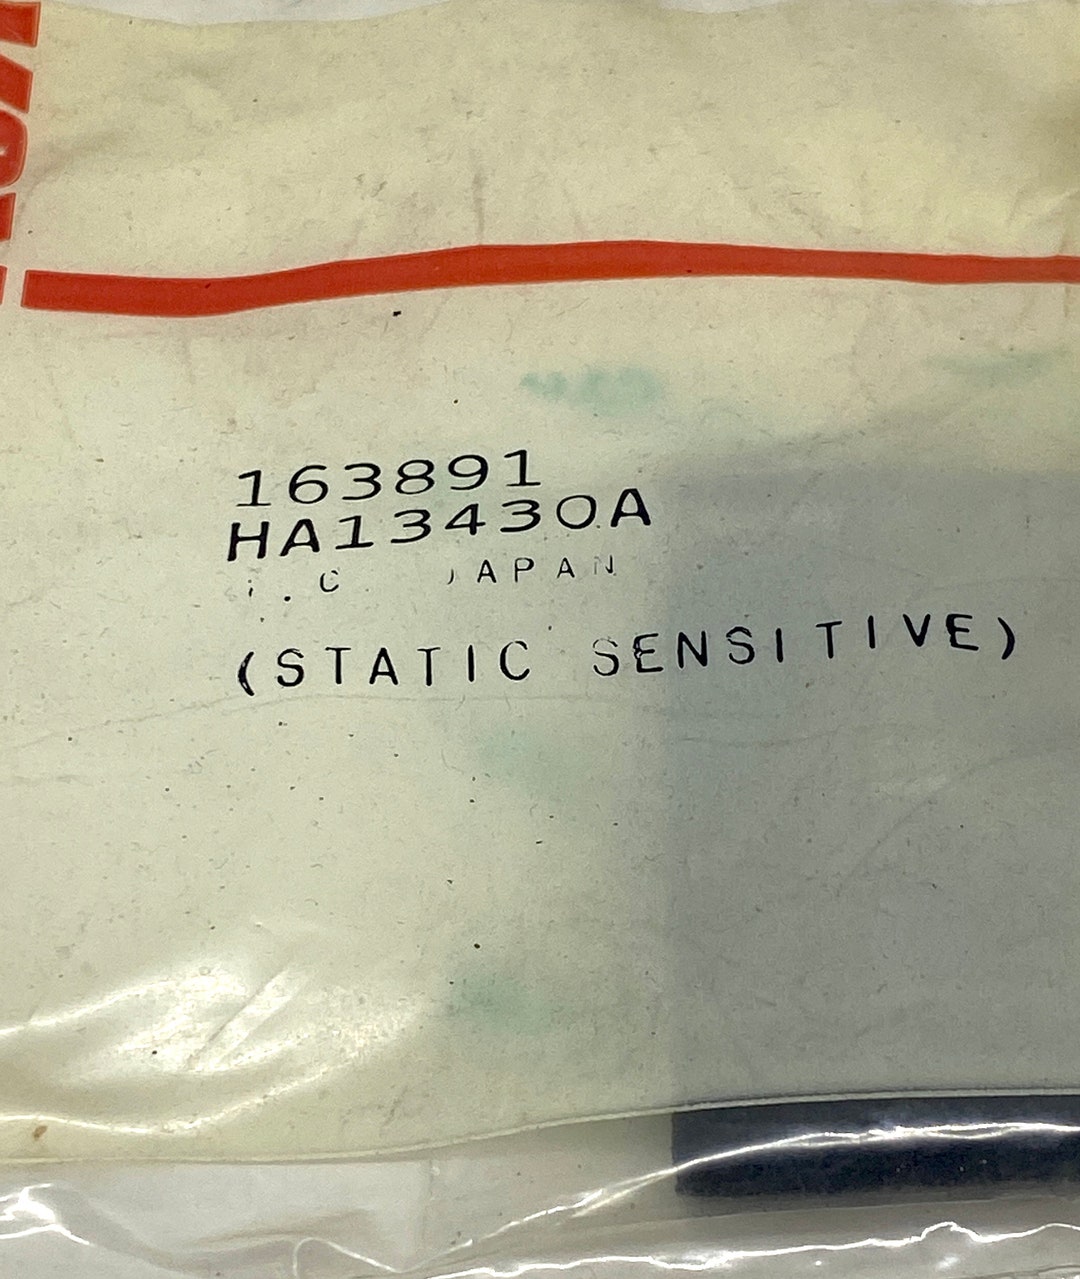 163891
HA13430A
I.C. JAPAN
(STATIC SENSITIVE)